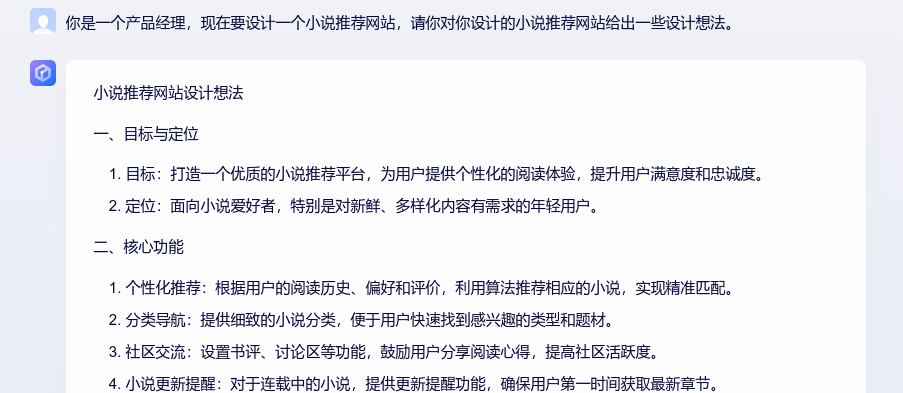 你是一个产品经理，现在要设计一个小说推荐网站，请你对你设计的小说推荐网站给出一些设计想法。
小说推荐网站设计想法
一、目标与定位
1. 目标：打造一个优质的小说推荐平台，为用户提供个性化的阅读体验，提升用户满意度和忠诚度。
2. 定位：面向小说爱好者，特别是对新鲜、多样化内容有需求的年轻用户。
二、核心功能
1. 个性化推荐：根据用户的阅读历史、偏好和评价，利用算法推荐相应的小说，实现精准匹配。
2. 分类导航：提供细致的小说分类，便于用户快速找到感兴趣的类型和题材。
3. 社区交流：设置书评、讨论区等功能，鼓励用户分享阅读心得，提高社区活跃度。
4. 小说更新提醒：对于连载中的小说，提供更新提醒功能，确保用户第一时间获取最新章节。